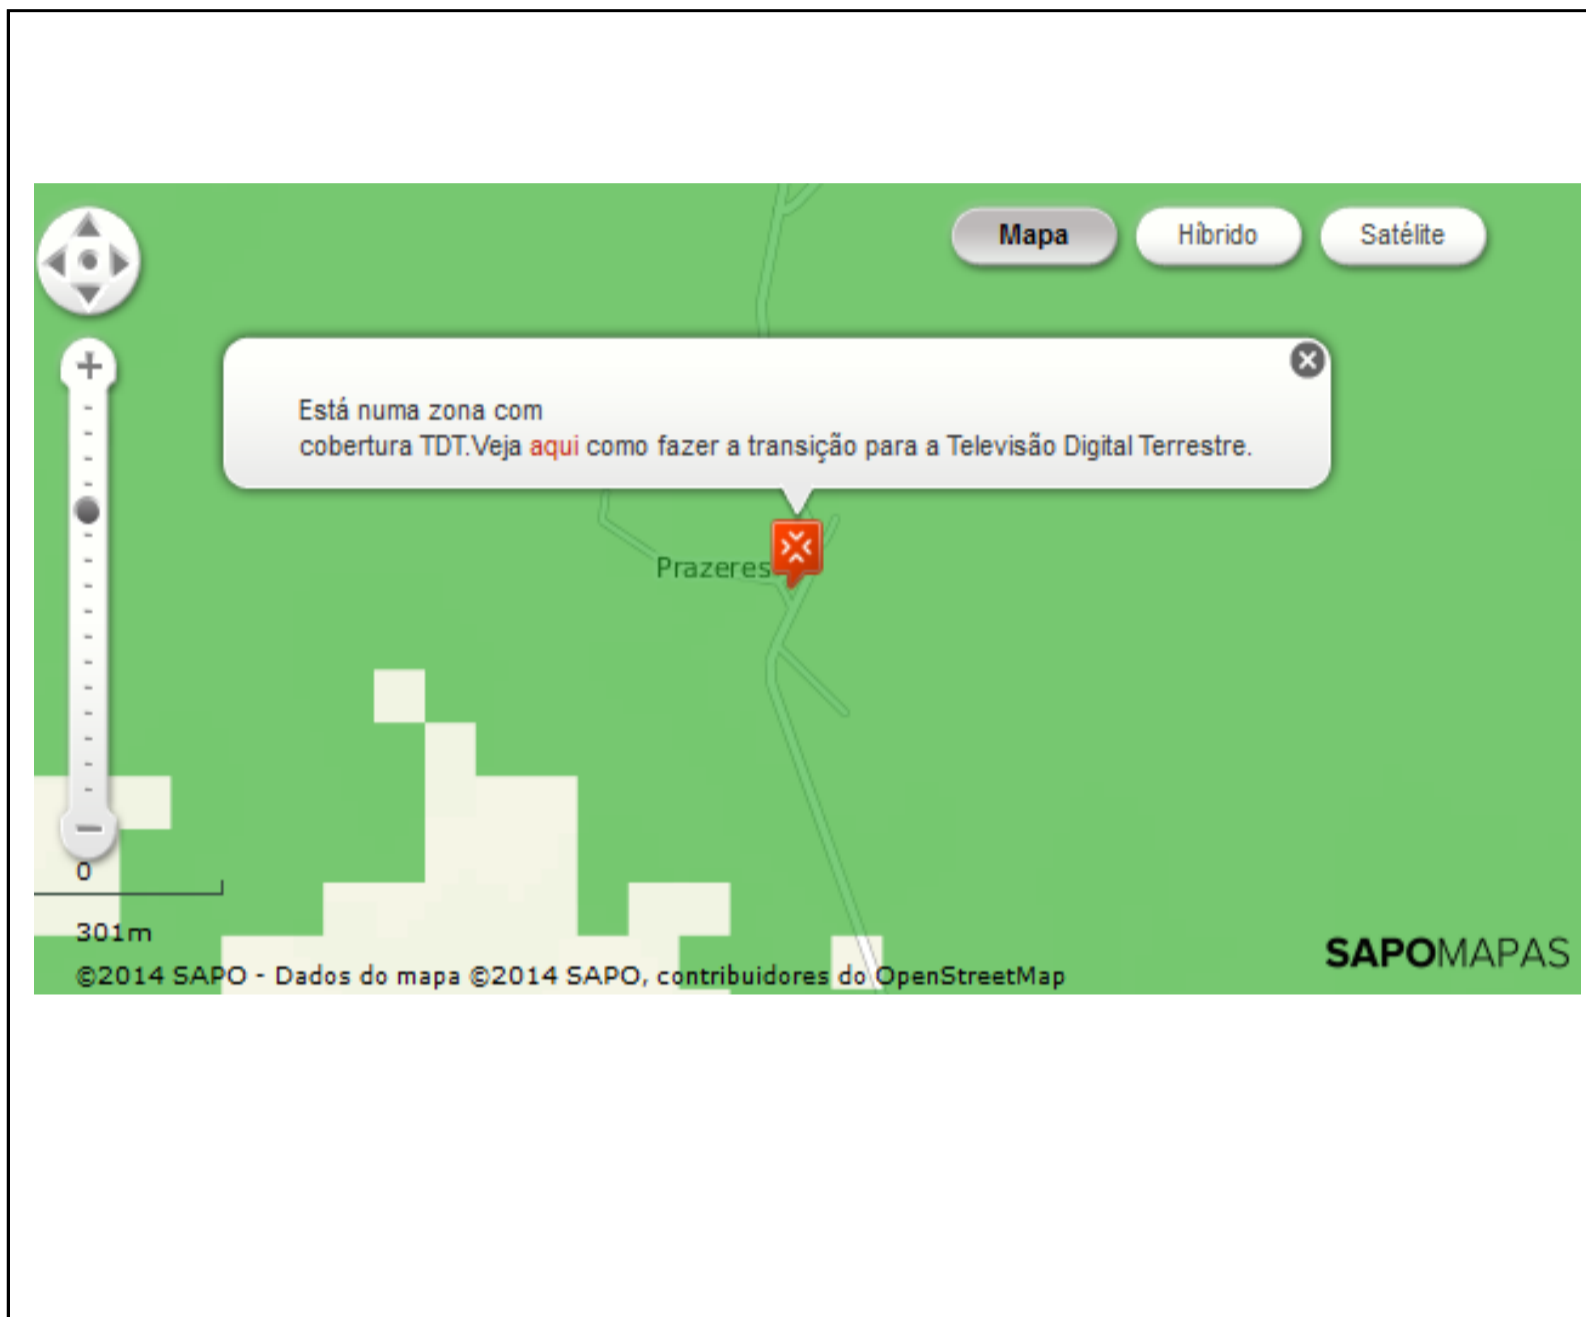 Mapa
Híbrido
Satélite
Está numa zona com
cobertura TDT.Veja aqui como fazer a transição para a Televisão Digital Terrestre.
Prazeres
0
301m
SAPOMAPAS
©2014 SAPO - Dados do mapa ©2014 SAPO, contribuidores do OpenStreetMap